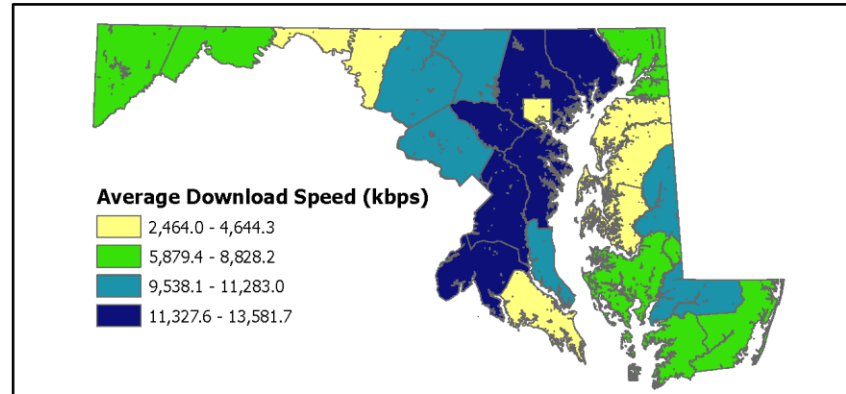 Average Download Speed (kbps)
2,464.0 - 4,644.3
5,879.4 - 8,828.2
9,538.1 - 11,283.0
11,327.6 - 13,581.7